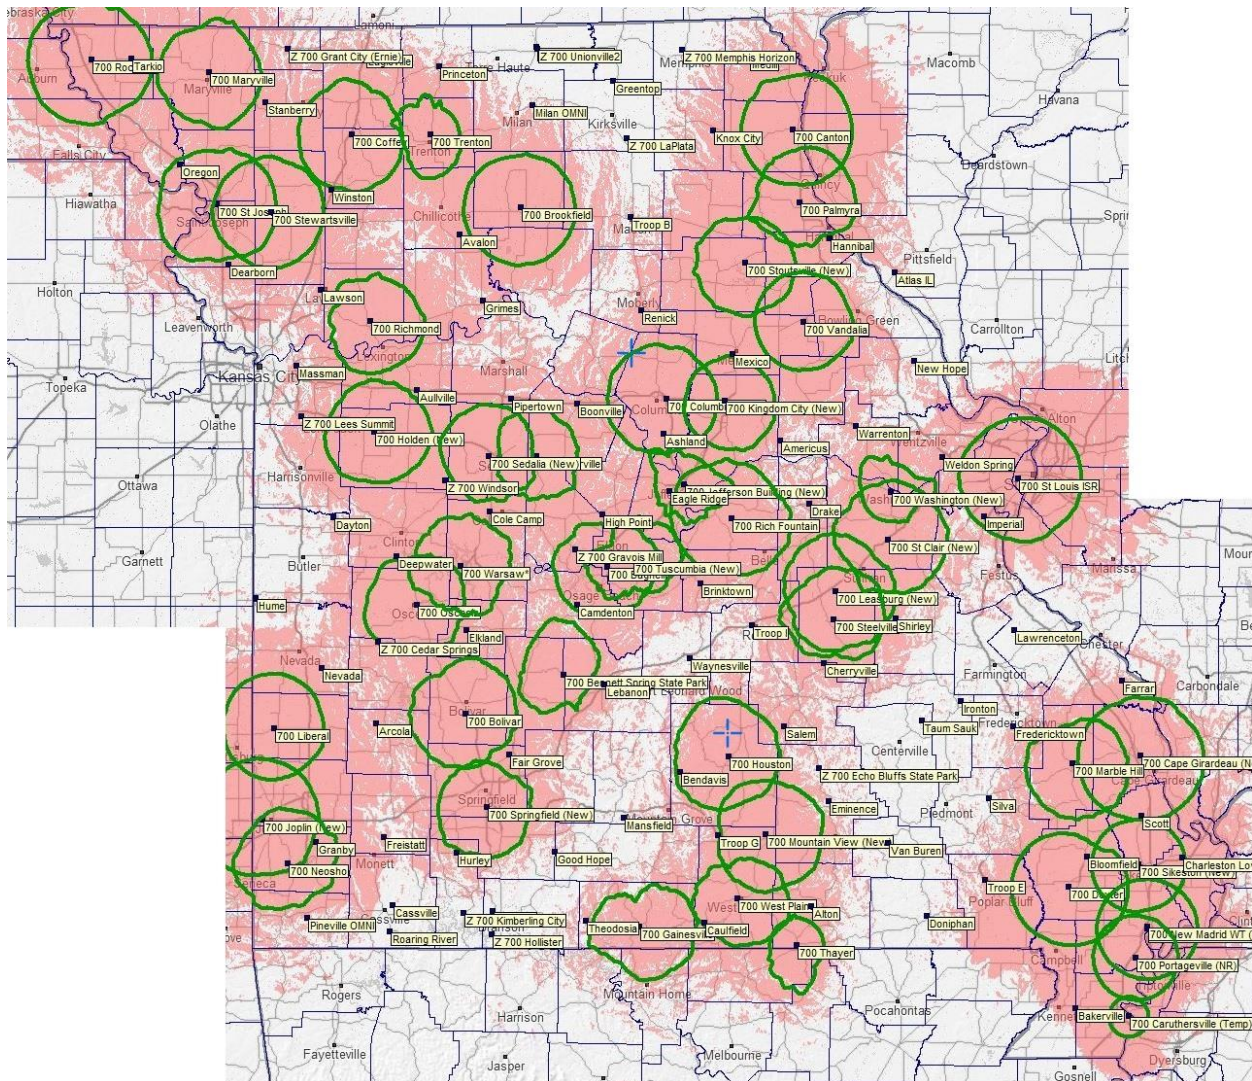 Z 700 Grant City (Ernie)
Z 700 Unionville2
Z 700 Memphis Horizon
Macomb
Tarkio
700 Maryville
Maryville
Princeton
Greentop
Havana
Auburn
Stanberry
Milan OMNI
Milan
Kirksville
Knox City
700 Canton
Falls City
700 Trenton
Trenton
Z 700 LaPlata
Beardstown
Oregon
Hiawatha
Winston
Quincy
700 St Joseph
700 Stewartsville
Chillicothe
700 Brookfield
Troop B
700 Palmyra
Avalon
Hannibal
Pittsfield
Dearborn
700 Stoutsville (New)
Atlas IL
Holton
Lawson
Grimes
Moberly
Renick
Leavenworth
700 Richmond
Bowling Green
700 Vandalia
Carrollton
Lexington
Kansas City
Massman
Marshall
Mexico
New Hope
Topeka
Aullville
Pipertown
Boonville
700 Kingdom City (New)
Alton
Z 700 Lees Summit
Olathe
700 Holden (New)
Ashland
Americus
Warrenton
Wentzville
Harrisonville
700 Sedalia (New)
Weldon Spring
Ottawa
Z 700 Windsor
700 Jefferson Building (New)
Eagle Ridge
700 Washington (New)
700 St Louis ISR
Drake
Dayton
Cole Camp
High Point
700 Rich Fountain
Imperial
Clinton
700 St Clair (New)
Garnett
Butler
Deepwater
700 Warsaw*
Z 700 Gravois Mill
700 Tuscumbia (New)
Festus
Marissa
Hume
Camdenton
Brinktown
700 Leasburg (New)
700 Osceola
Elkland
Troop I
700 Steelville
Shirley
Lawrenceton
Chester
Z 700 Cedar Springs
Nevada
Nevada
Waynesville
Cherryville
Farmington
700 Bennett Spring State Park
Lebanon
Farrar
Carbondale
Bolivar
700 Bolivar
Ironton
700 Liberal
Arcola
Salem
Taum Sauk
Fredericktown
Fredericktown
Centerville
Fair Grove
700 Houston
Bendavis
Z 700 Echo Bluffs State Park
700 Marble Hill
700 Cape Girardeau
Cape Girardeau
Springfield
700 Springfield (New)
Eminence
Silva
Piedmont
Mansfield
Mountain Grove
Scott
700 Joplin (New)
Granby
Freistatt
Troop G
700 Mountain View (New)
Van Buren
Monett
Hurley
Good Hope
Bloomfield
700 Sikeston (New)
700 Neosho
Seneca
Troop E
Poplar Bluff
700 Dexter
Pineville OMNI
Cassville
Z 700 Kimberling City
700 West Plains
Alton
Roaring River
Z 700 Hollister
Theodosia
700 Gainesville
Caulfield
Doniphan
700 New Madrid WT
700 Thayer
Campbell
700 Portageville (NR)
Tiptonville
Rogers
Mountain Home
Harrison
Pocahontas
Bakerville
700 Caruthersville (Temp)
Fayetteville
Jasper
Melbourne
Dyersburg
Gosnell